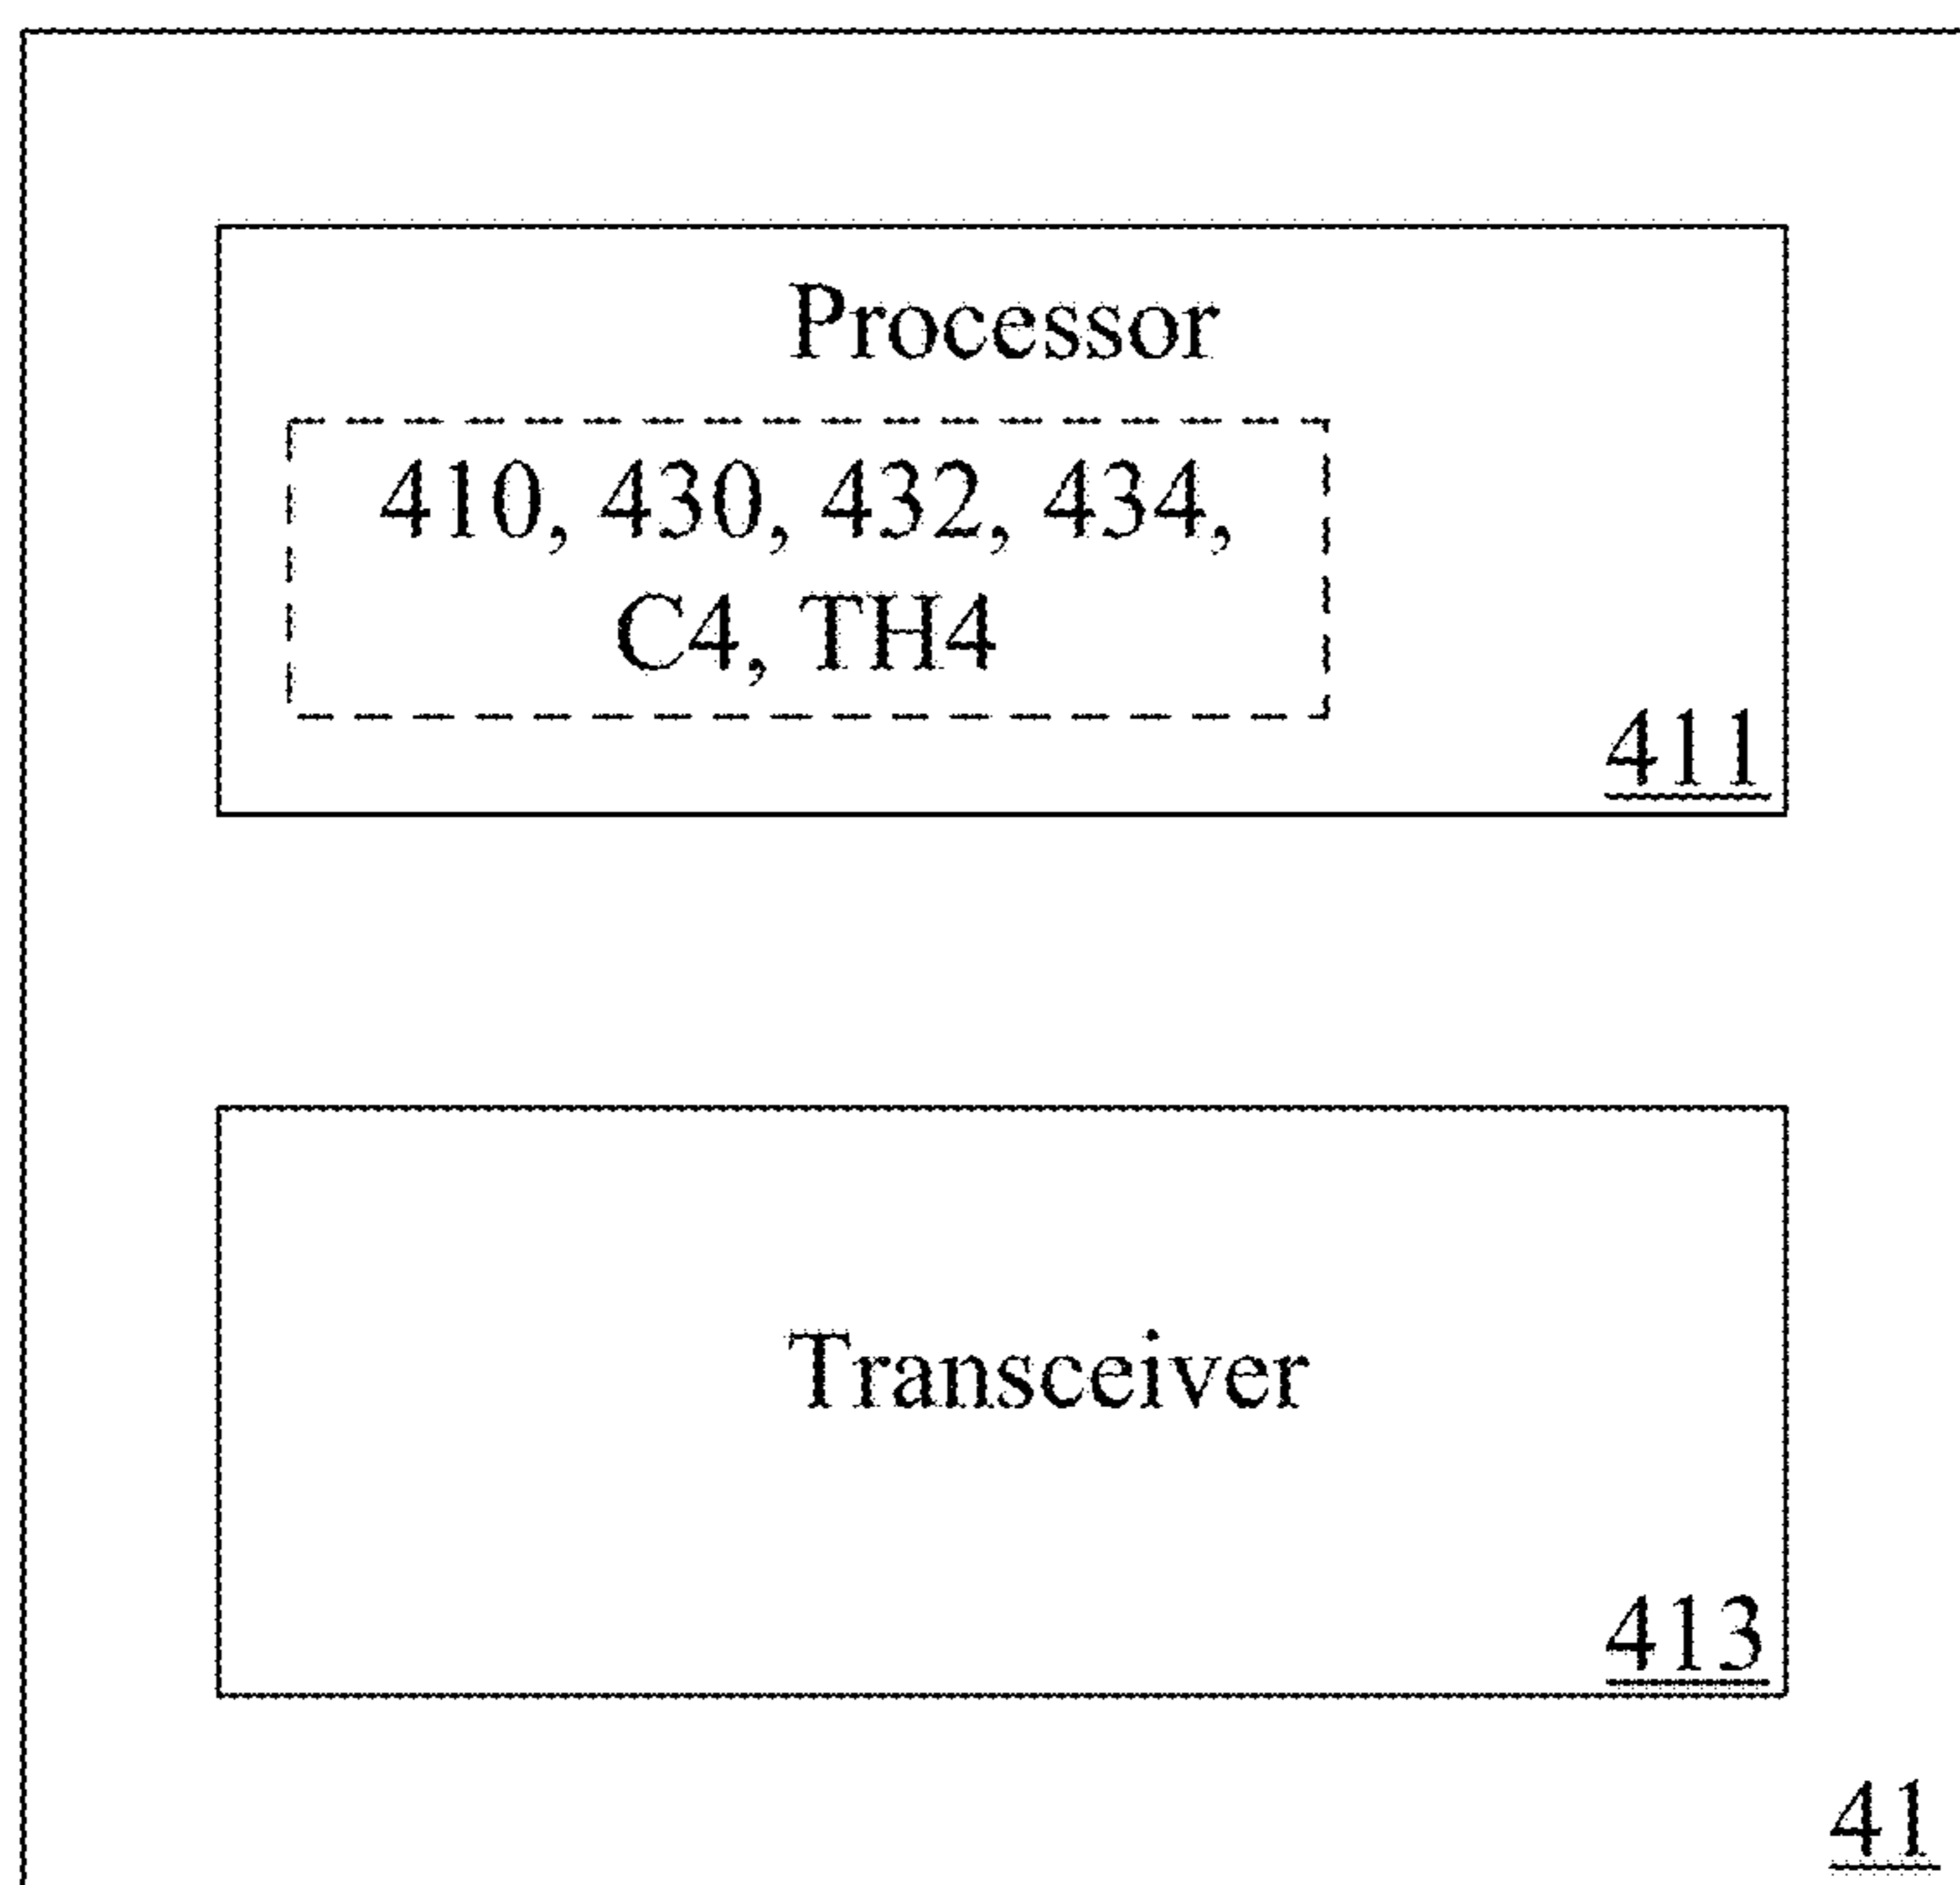 Processor
410, 430, 432, 434,
C4, TH4
411
Transceiver
413
41